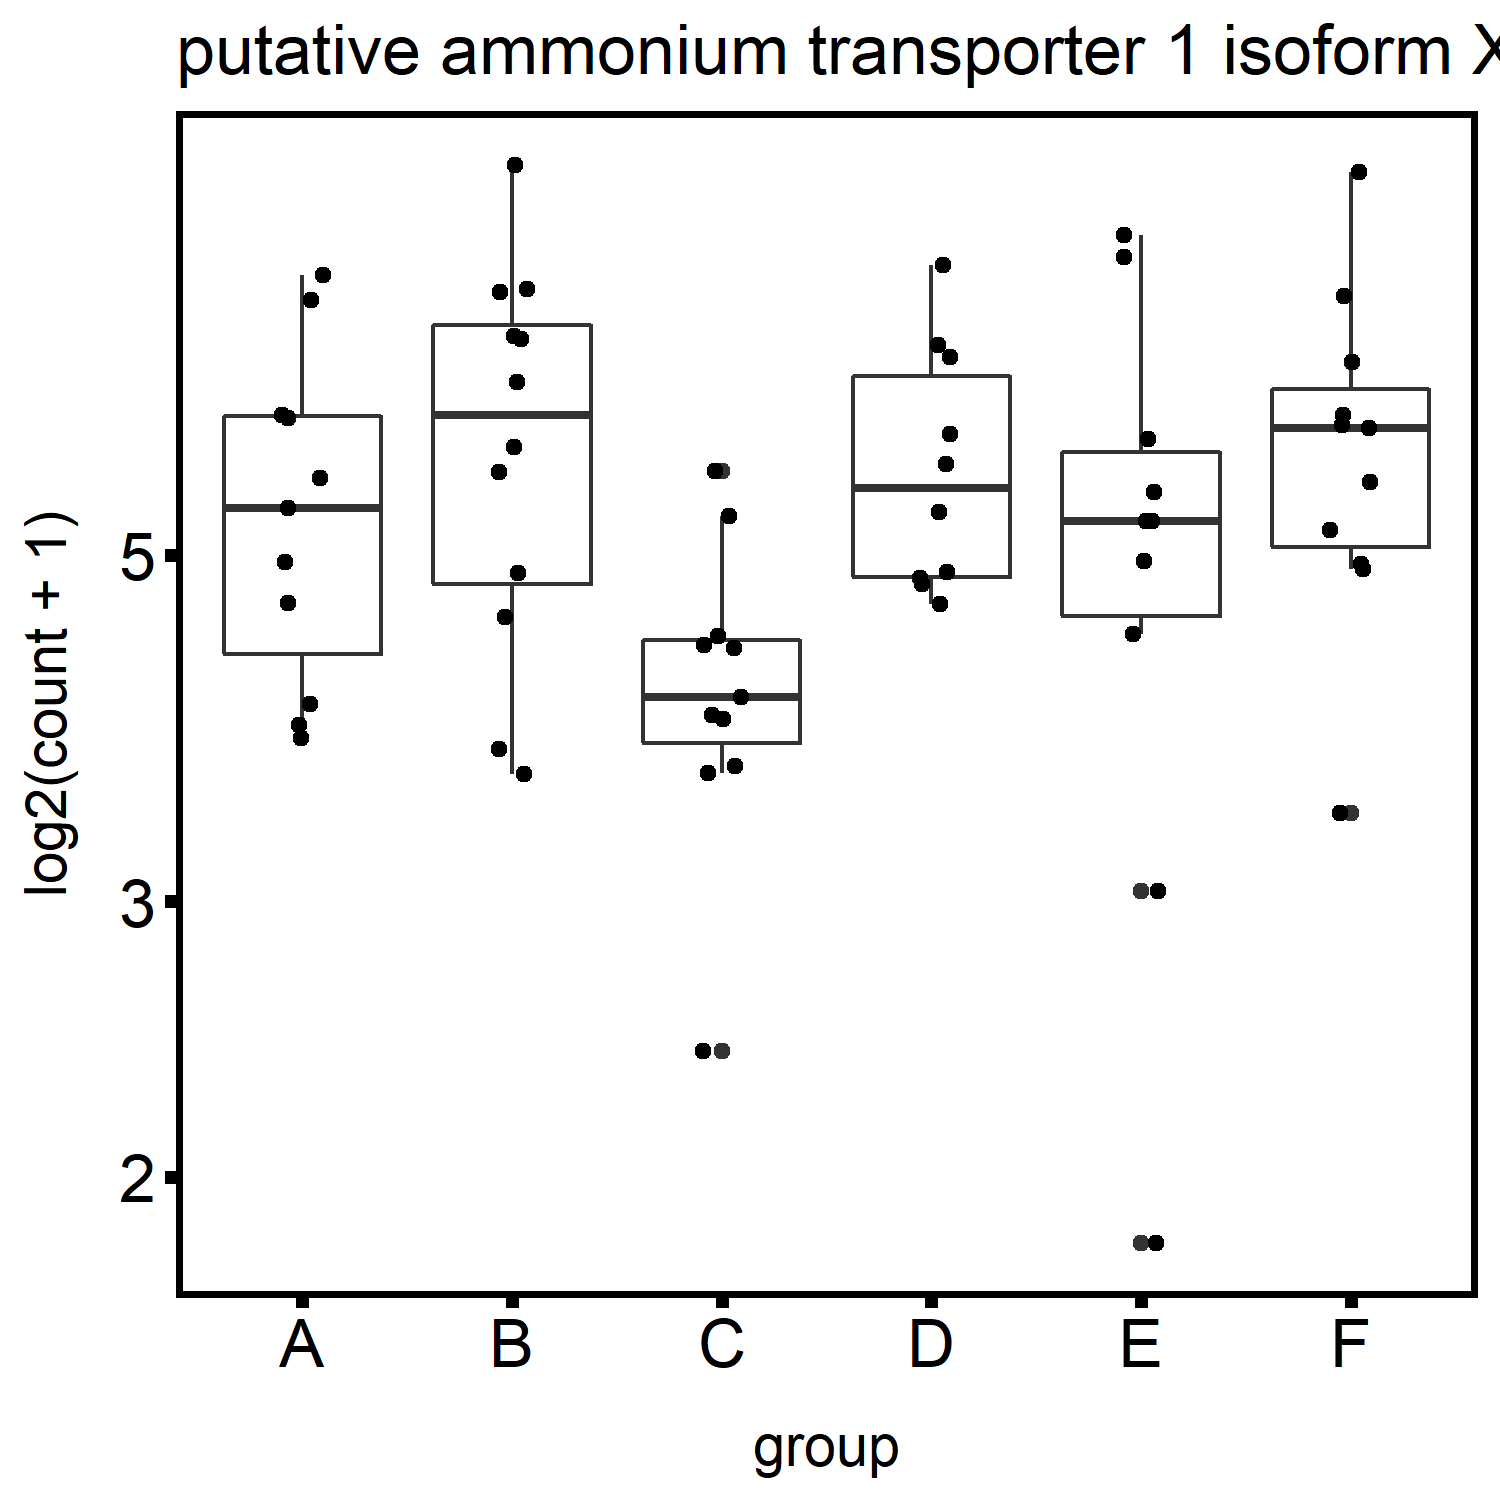 putative ammonium transporter 1 isoform X
log2(count + 1)
5
3
2
A B C D E F
group